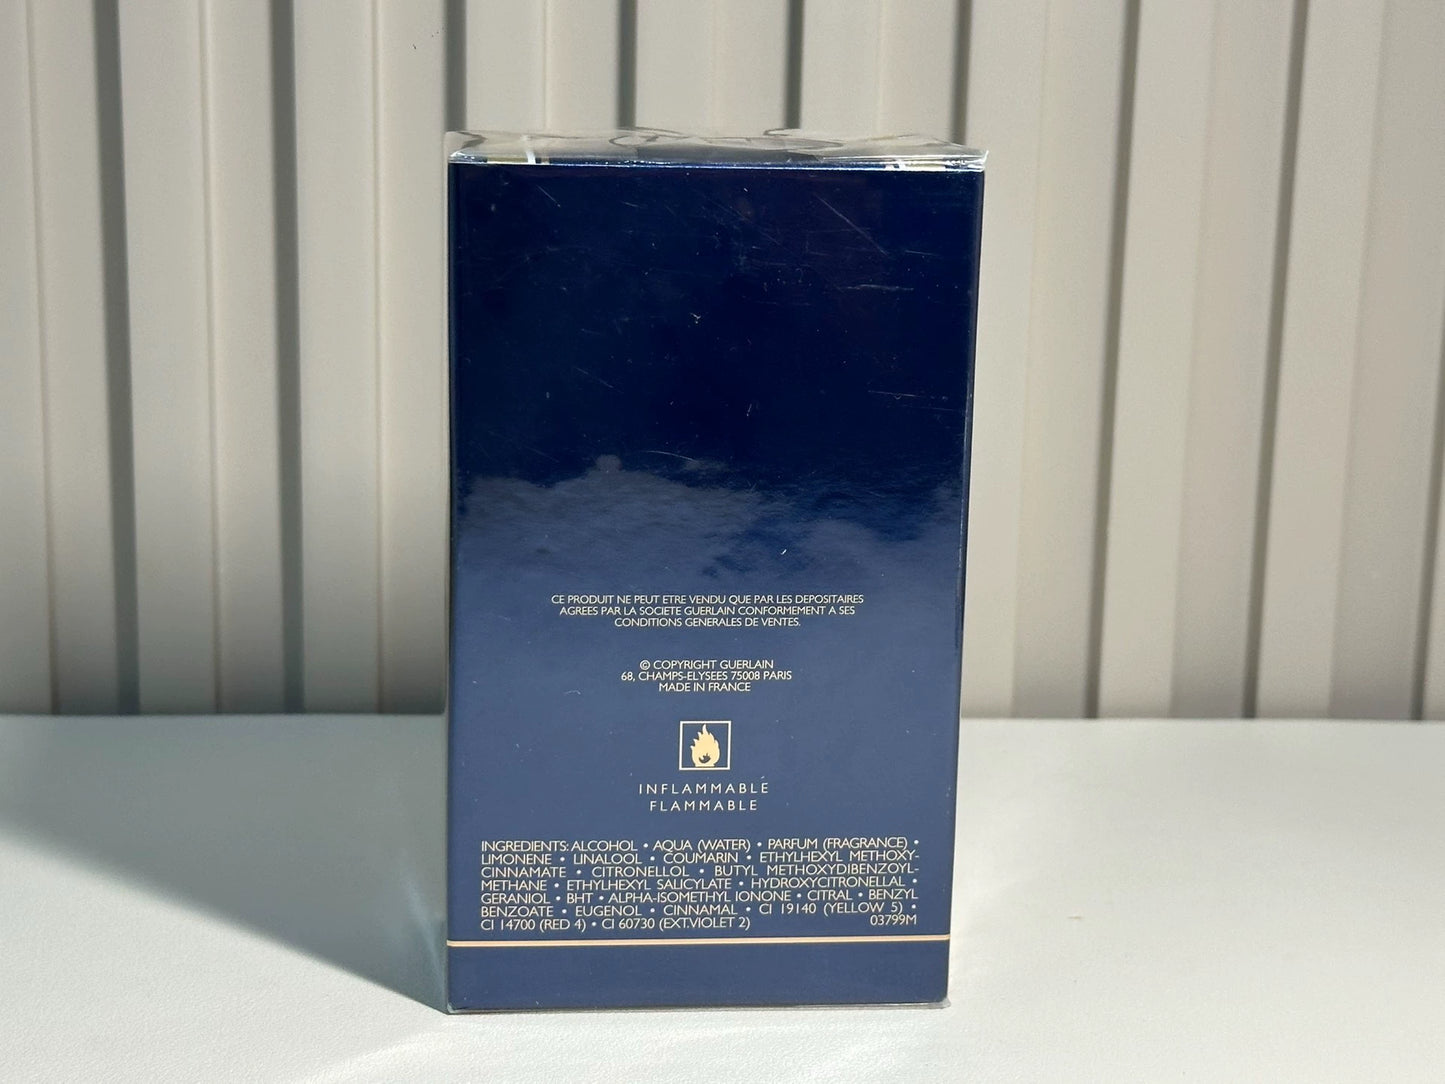 CE PRODUIT NE PEUT ETRE VENDU QUE PAR LES DEPOSITAIRES
AGREES PAR LA SOCIETE GUERLAIN CONFORMEMENT A SES
CONDITIONS GENERALES DE VENTES.
© COPYRIGHT GUERLAIN
68, CHAMPS-ELYSEES 75008 PARIS
MADE IN FRANCE
INFLAMMABLE
FLAMMABLE
INGREDIENTS: ALCOHOL • AQUA (WATER) • PARFUM (FRAGRANCE) •
LIMONENE • LINALOOL • COUMARIN • ETHYLHEXYL METHOXY-
CINNAMATE • CITRONELLOL • BUTYL METHOXYDIBENZOYL-
METHANE • ETHYLHEXYL SALICYLATE • HYDROXYCITRONELLAL •
GERANIOL • BHT • ALPHA-ISOMETHYL IONONE • CITRAL • BENZYL
BENZOATE • EUGENOL • CINNAMAL • CI 19140 (YELLOW 5) •
CI 14700 (RED 4) • CI 60730 (EXT.VIOLET 2) 03799M